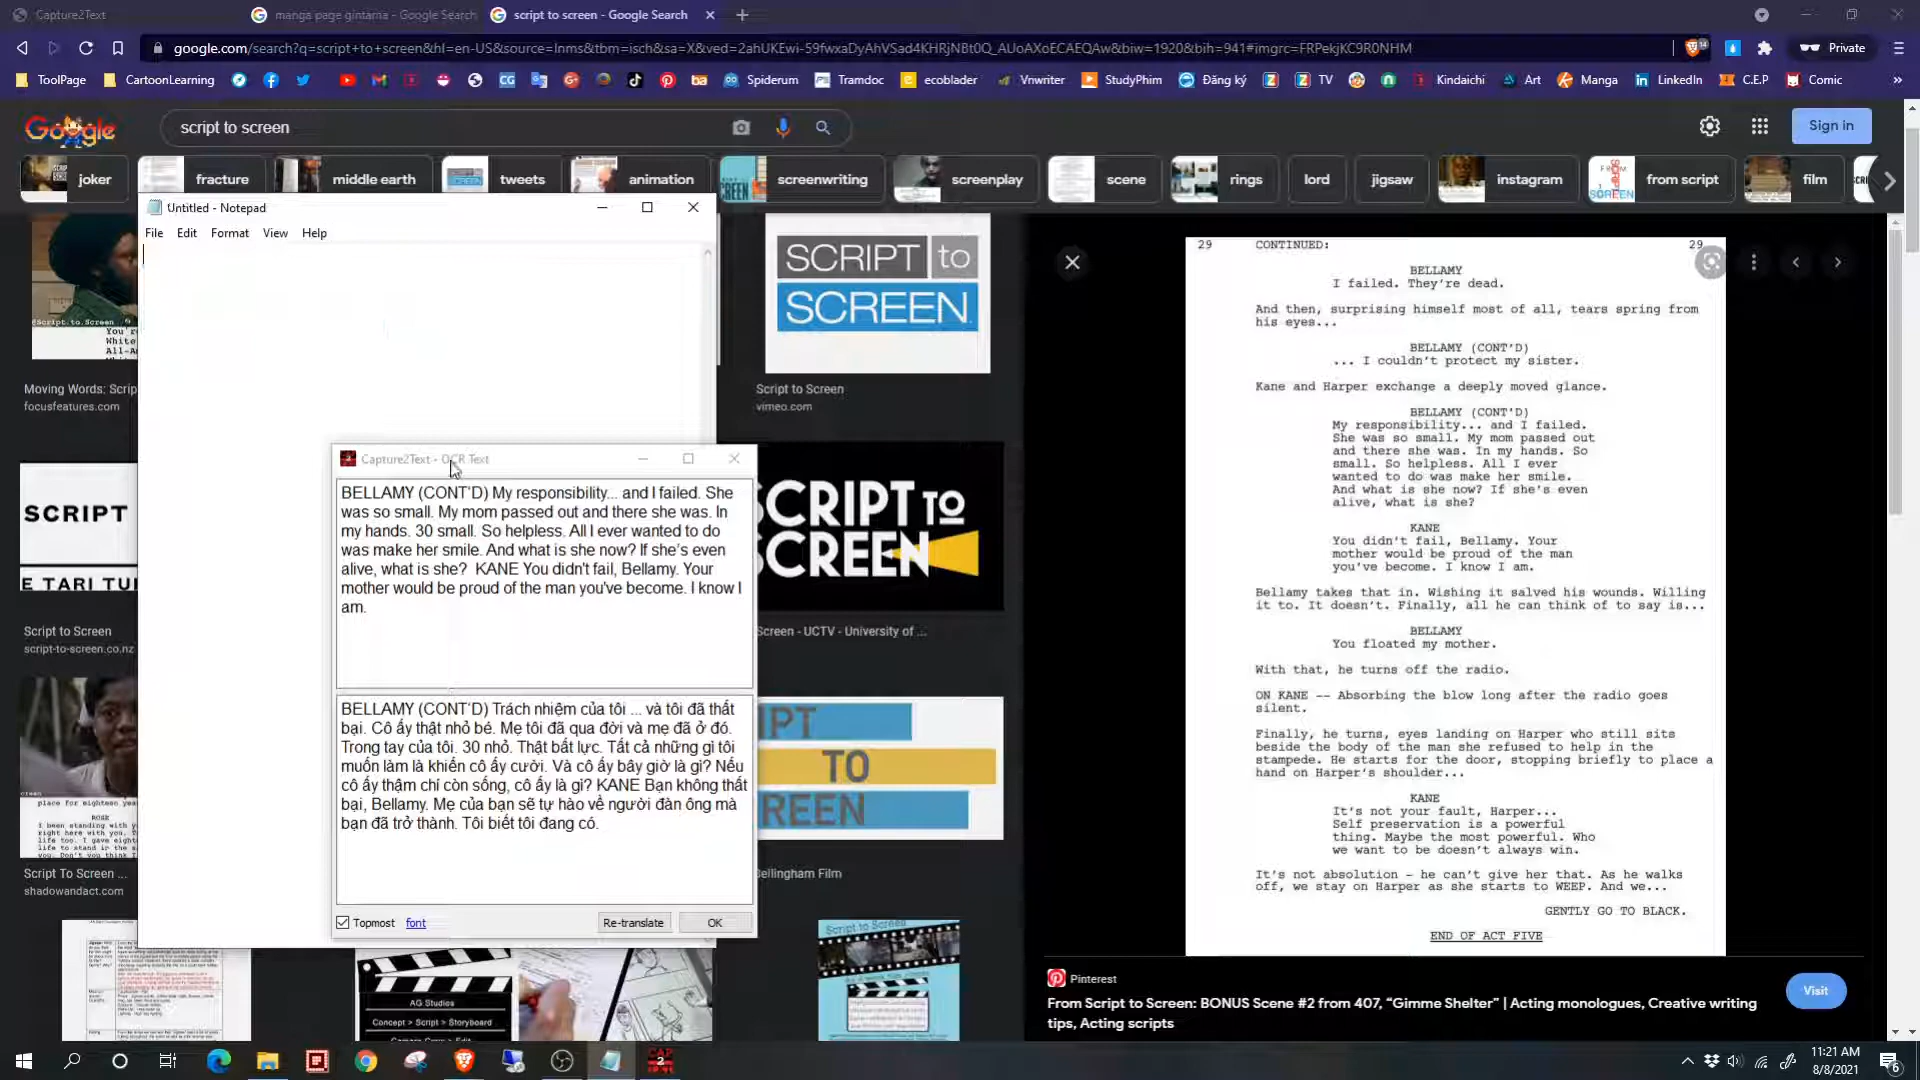 Capture2Text
manga page gintama - Google Search
script to screen - Google Search
google.com/search?q=script+to+screen&hl=en-US&source=lnms&tbm=isch&sa=X&ved=2ahUKEwi-59fwxaDyAhVSad4KHRjNBt0Q_AUoAXoECAEQAw&biw=1920&bih=941#imgrc=FRPekjKC9R0NHM
Private
ToolPage
CartoonLearning
Spiderum
Tramdoc
ecoblader
Vnwriter
StudyPhim
Đăng ký
TV
Kindaichi
Art
Manga
LinkedIn
C.E.P
Comic
Google
script to screen
Sign in
joker
fracture
middle earth
tweets
animation
screenwriting
screenplay
scene
rings
lord
jigsaw
instagram
from script
film
Untitled - Notepad
File Edit Format View Help
@Script.to.Screen
Moving Words: Scrip
focusfeatures.com
SCRIPT to
SCREEN
Script to Screen
vimeo.com
SCRIPT
E TARI TU
Script to Screen
script-to-screen.co.nz
SCRIPT TO
SCREEN
Screen - UCTV - University of ...
Capture2Text - OCR Text
BELLAMY (CONT'D) My responsibility... and I failed. She
was so small. My mom passed out and there she was. In
my hands. 30 small. So helpless. All I ever wanted to do
was make her smile. And what is she now? If she's even
alive, what is she?  KANE You didn't fail, Bellamy. Your
mother would be proud of the man you've become. I know I
am.
BELLAMY (CONT'D) Trách nhiệm của tôi ... và tôi đã thất
bại. Cô ấy thật nhỏ bé. Mẹ tôi đã qua đời và mẹ đã ở đó.
Trong tay của tôi. 30 nhỏ. Thật bất lực. Tất cả những gì tôi
muốn làm là khiến cô ấy cười. Và cô ấy bây giờ là gì? Nếu
cô ấy thậm chí còn sống, cô ấy là gì? KANE Bạn không thất
bại, Bellamy. Mẹ của bạn sẽ tự hào về người đàn ông mà
bạn đã trở thành. Tôi biết tôi đang có.
Topmost
font
Re-translate
OK
IPT
TO
REEN
Bellingham Film
Script To Screen ...
shadowandact.com
AG Studies
Concept > Script > Storyboard
Script to Screen
29 CONTINUED: 29
BELLAMY
I failed. They're dead.
And then, surprising himself most of all, tears spring from
his eyes...
BELLAMY (CONT'D)
... I couldn't protect my sister.
Kane and Harper exchange a deeply moved glance.
BELLAMY (CONT'D)
My responsibility... and I failed.
She was so small. My mom passed out
and there she was. In my hands. So
small. So helpless. All I ever
wanted to do was make her smile.
And what is she now? If she's even
alive, what is she?
KANE
You didn't fail, Bellamy. Your
mother would be proud of the man
you've become. I know I am.
Bellamy takes that in. Wishing it salved his wounds. Willing
it to. It doesn't. Finally, all he can think of to say is...
BELLAMY
You floated my mother.
With that, he turns off the radio.
ON KANE -- Absorbing the blow long after the radio goes
silent.
Finally, he turns, eyes landing on Harper who still sits
beside the body of the man she refused to help in the
stampede. He starts for the door, stopping briefly to place a
hand on Harper's shoulder...
KANE
It's not your fault, Harper...
Self preservation is a powerful
thing. Maybe the most powerful. Who
we want to be doesn't always win.
It's not absolution - he can't give her that. As he walks
off, we stay on Harper as she starts to WEEP. And we...
GENTLY GO TO BLACK.
END OF ACT FIVE
Pinterest
Visit
From Script to Screen: BONUS Scene #2 from 407, “Gimme Shelter” | Acting monologues, Creative writing
tips, Acting scripts
11:21 AM
8/8/2021
6